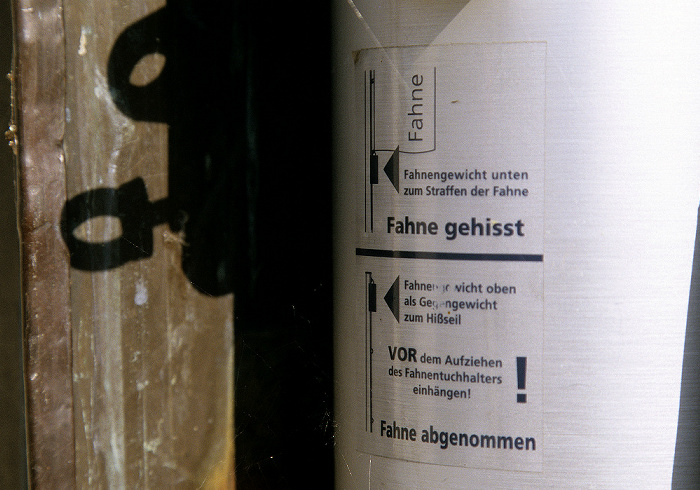 Fahne
Fahnengewicht unten
zum Straffen der Fahne
Fahne gehisst
Fahnengewicht oben
als Gegengewicht
zum Hißseil
VOR dem Aufziehen
des Fahnentuchhalters
einhängen!
!
Fahne abgenommen